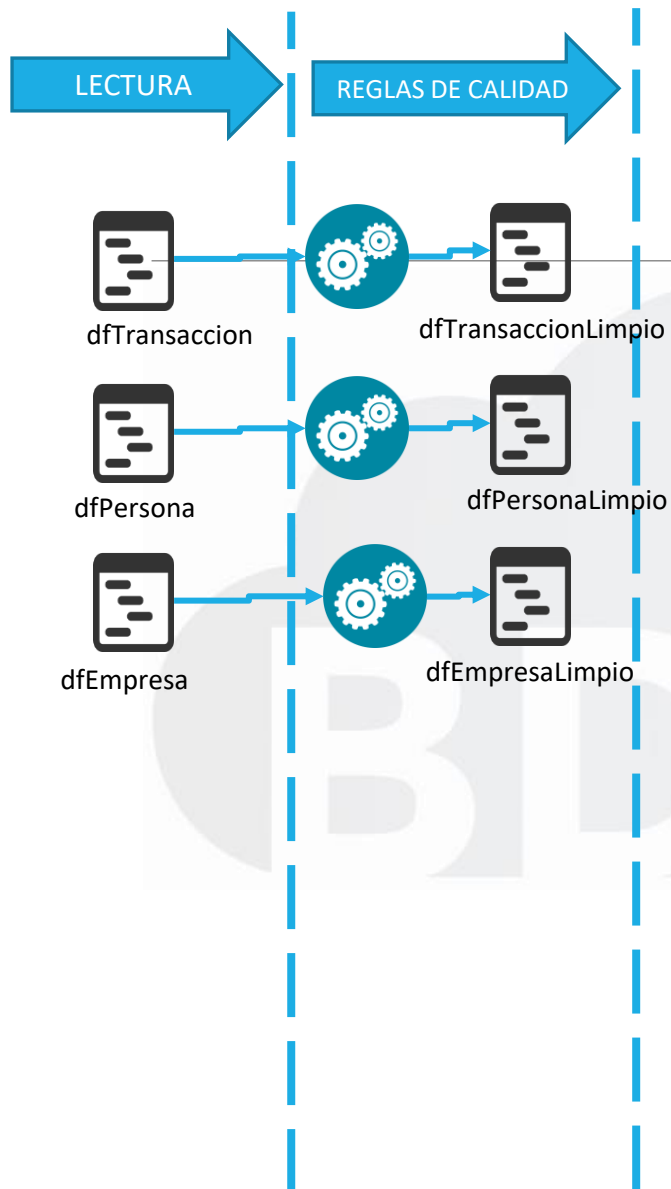 LECTURA
REGLAS DE CALIDAD
dfTransaccion
dfTransaccionLimpio
dfPersona
dfPersonaLimpio
dfEmpresa
dfEmpresaLimpio